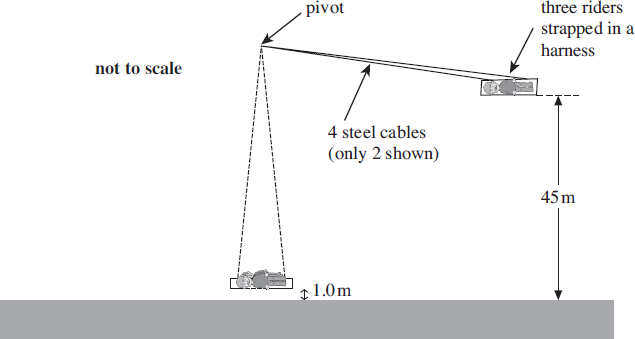 pivot
three riders
strapped in a
harness
not to scale
4 steel cables
(only 2 shown)
45 m
1.0 m